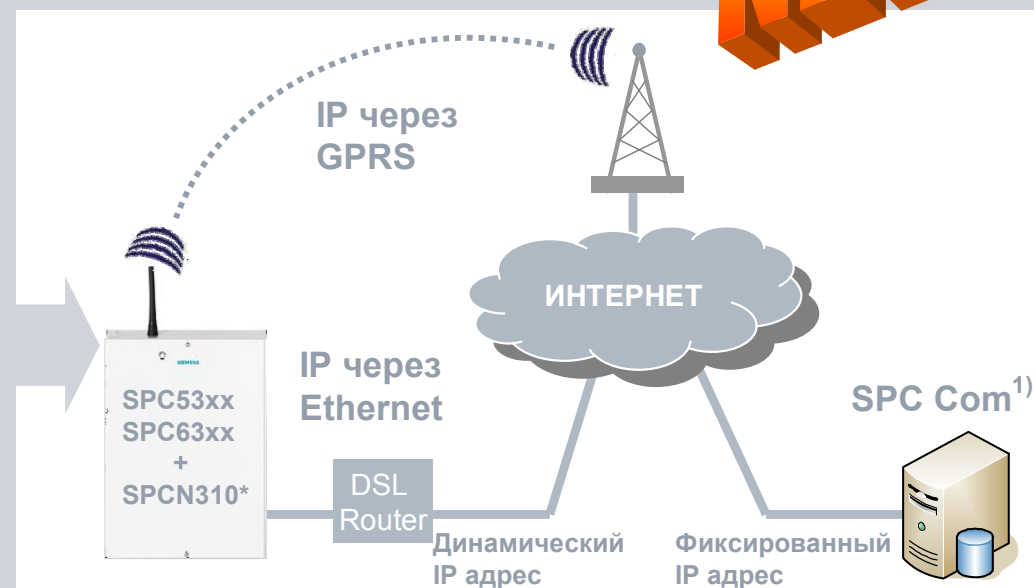 IP через
GPRS
ИНТЕРНЕТ
IP через
Ethernet
SIEMENS
SPC53xx
SPC63xx
+
SPCN310*
DSL
Router
Динамический
IP адрес
Фиксированный
IP адрес
SPC Com1)